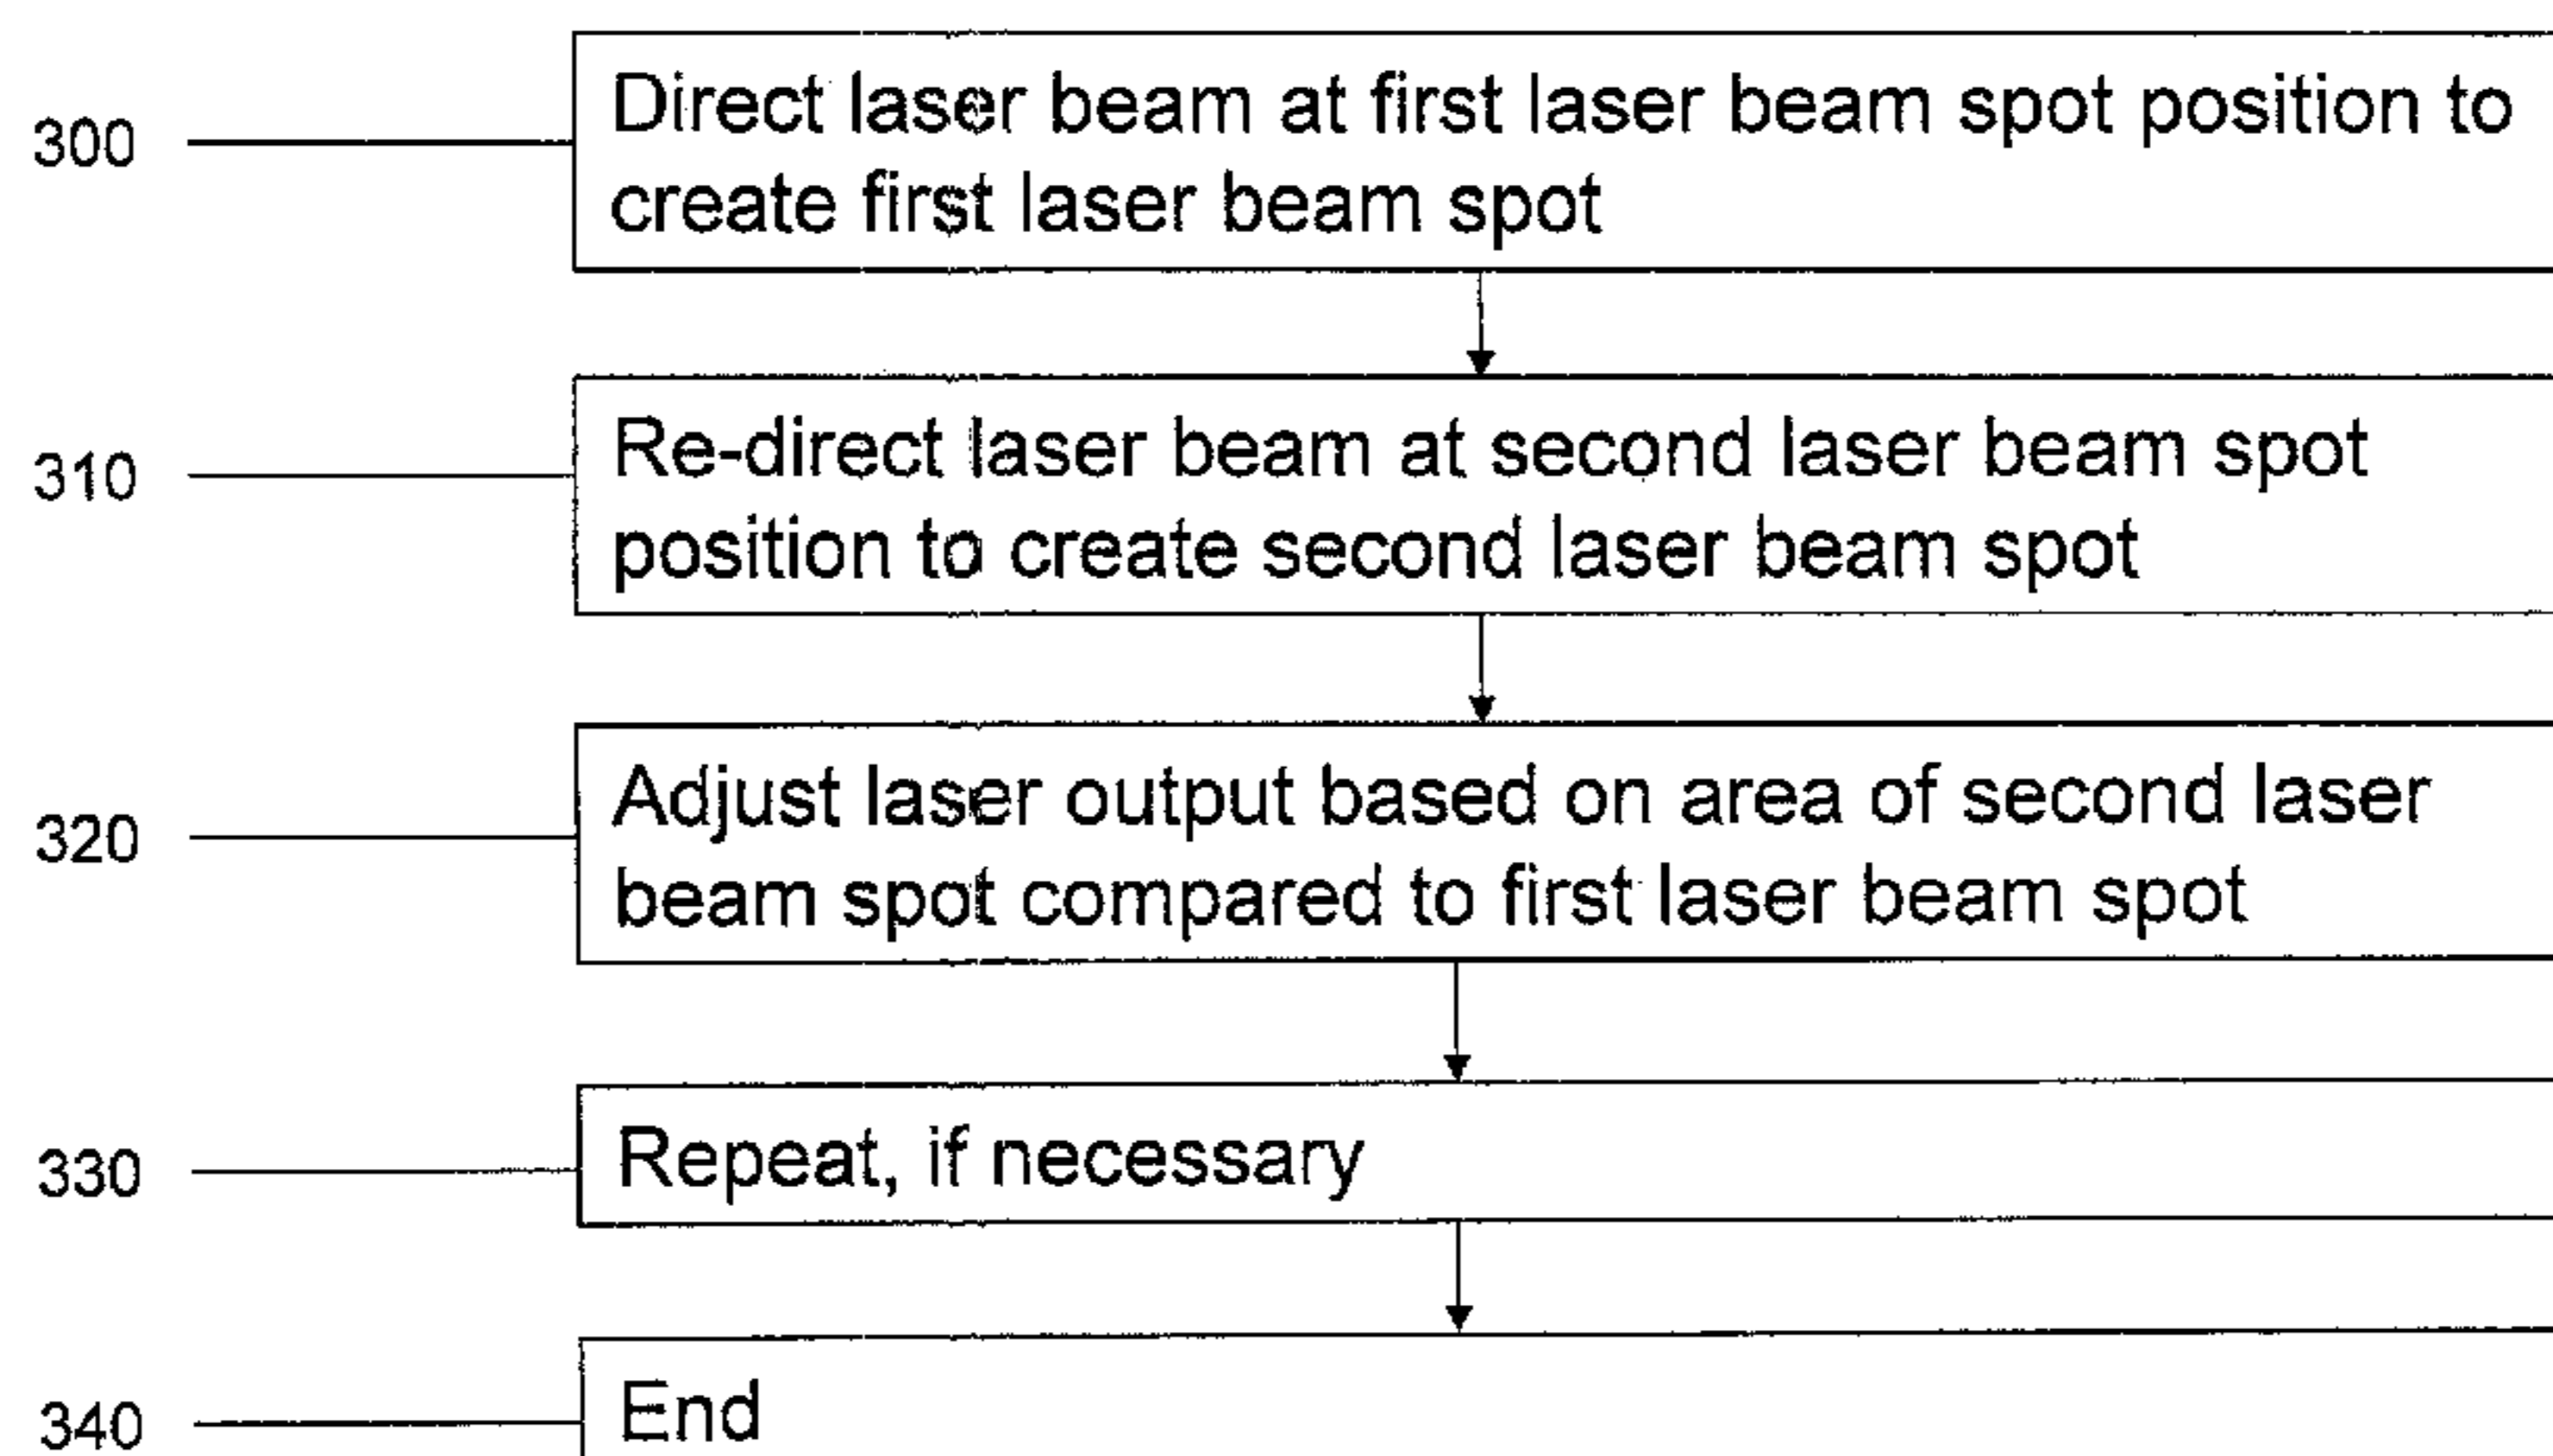 300
Direct laser beam at first laser beam spot position to
create first laser beam spot
310
Re-direct laser beam at second laser beam spot
position to create second laser beam spot
320
Adjust laser output based on area of second laser
beam spot compared to first laser beam spot
330
Repeat, if necessary
340
End